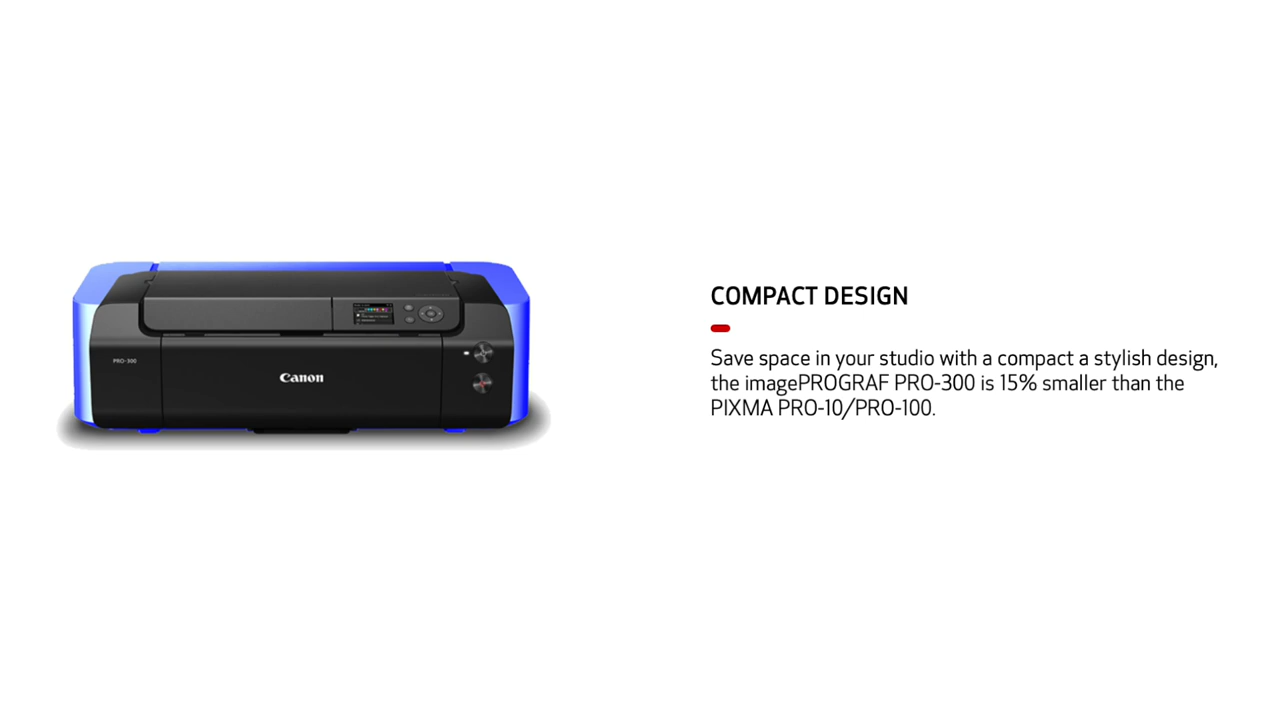 PRO-300
Canon
COMPACT DESIGN
Save space in your studio with a compact a stylish design,
the imagePROGRAF PRO-300 is 15% smaller than the
PIXMA PRO-10/PRO-100.